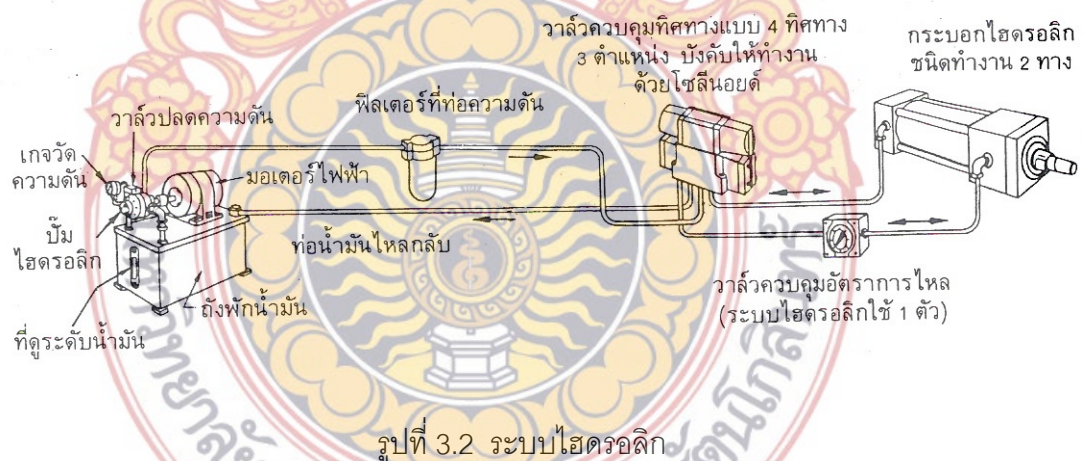 วาล์วควบคุมทิศทางแบบ 4 ทิศทาง
3 ตำแหน่ง บังคับให้ทำงาน
ด้วยโซลีนอยด์
กระบอกไฮดรอลิก
ชนิดทำงาน 2 ทาง
ฟิลเตอร์ที่ท่อความดัน
วาล์วปลดความดัน
เกจวัด
ความดัน
มอเตอร์ไฟฟ้า
ปั๊ม
ไฮดรอลิก
ท่อน้ำมันไหลกลับ
ถังพักน้ำมัน
ที่ดูระดับน้ำมัน
วาล์วควบคุมอัตราการไหล
(ระบบไฮดรอลิกใช้ 1 ตัว)
รูปที่ 3.2 ระบบไฮดรอลิก